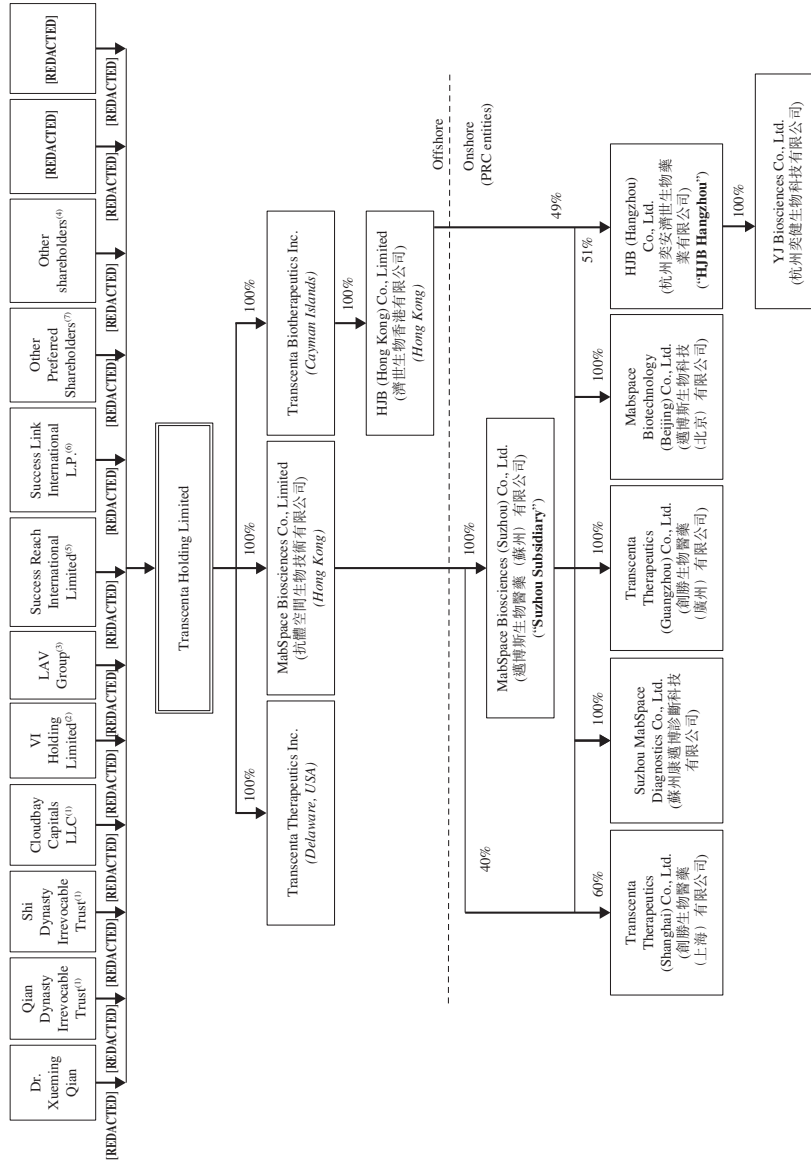 Dr.
Xueming
Qian
Qian
Dynasty
Irrevocable
Trust(1)
Shi
Dynasty
Irrevocable
Trust(1)
Cloudbay
Capitals
LLC(1)
VI
Holding
Limited(2)
LAV
Group(3)
Success Reach
International
Limited(5)
Success Link
International
L.P.(6)
Other
Preferred
Shareholders(7)
Other
shareholders(4)
[REDACTED]
[REDACTED]
[REDACTED]
[REDACTED]
[REDACTED]
[REDACTED]
[REDACTED]
[REDACTED]
[REDACTED]
[REDACTED]
[REDACTED]
[REDACTED]
[REDACTED]
[REDACTED]
Transcenta Holding Limited
100%
100%
100%
Transcenta Therapeutics Inc.
(Delaware, USA)
MabSpace Biosciences Co., Limited
(抗體空間生物技術有限公司)
(Hong Kong)
Transcenta Biotherapeutics Inc.
(Cayman Islands)
100%
HJB (Hong Kong) Co., Limited
(濟世生物香港有限公司)
(Hong Kong)
Offshore
Onshore
(PRC entities)
100%
40%
49%
MabSpace Biosciences (Suzhou) Co., Ltd.
(邁博斯生物醫藥（蘇州）有限公司)
(“Suzhou Subsidiary”)
60%
100%
100%
100%
51%
Transcenta
Therapeutics
(Shanghai) Co., Ltd.
(創勝生物醫藥
（上海）有限公司)
Suzhou MabSpace
Diagnostics Co., Ltd.
(蘇州康邁博診斷科技
有限公司)
Transcenta
Therapeutics
(Guangzhou) Co., Ltd.
(創勝生物醫藥
（廣州）有限公司)
Mabspace
Biotechnology
(Beijing) Co., Ltd.
(邁博斯生物科技
（北京）有限公司)
HJB (Hangzhou)
Co., Ltd.
(杭州奕安濟世生物藥
業有限公司)
(“HJB Hangzhou”)
100%
YJ Biosciences Co., Ltd.
(杭州奕健生物科技有限公司)